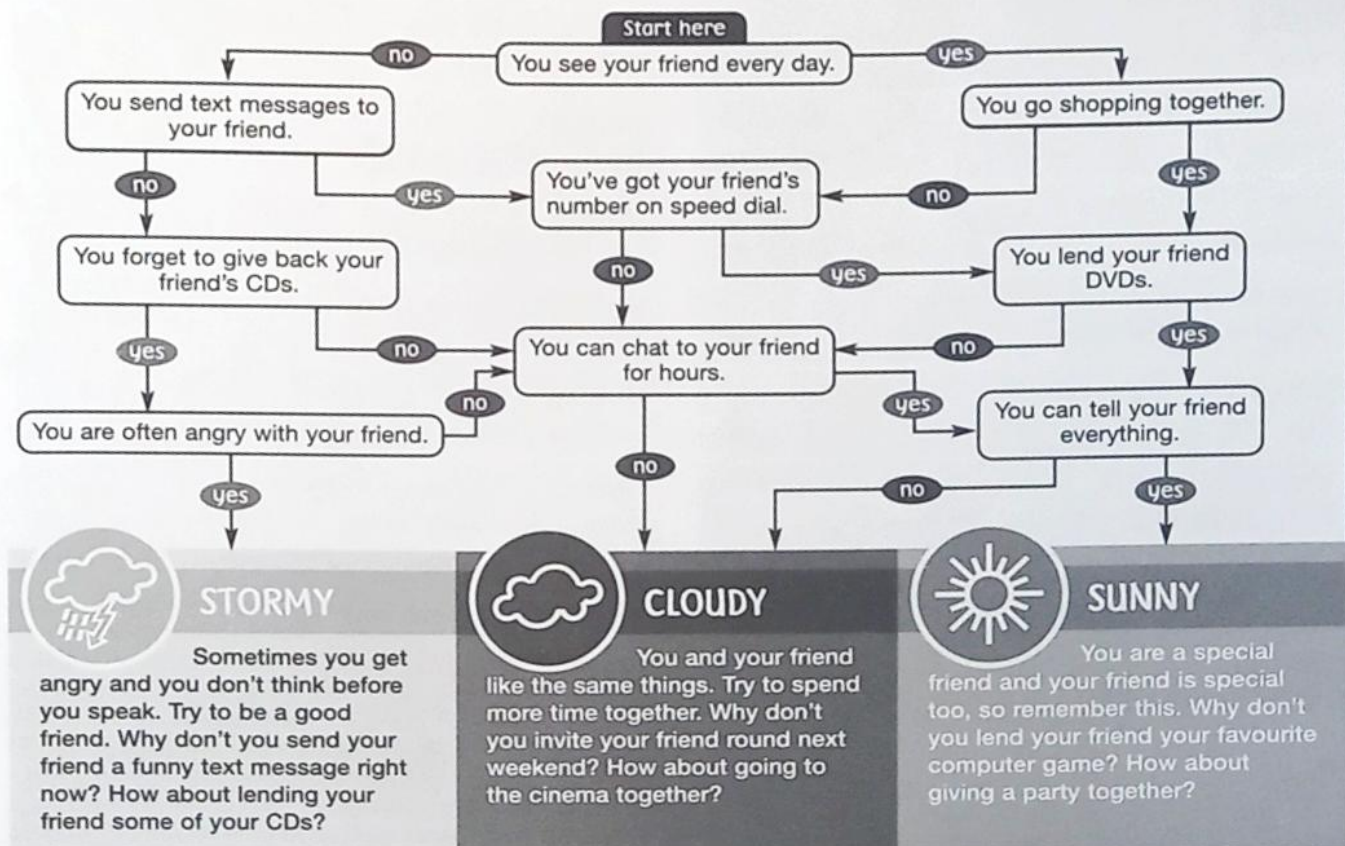 Start here
no
You see your friend every day.
yes
You send text messages to
your friend.
You go shopping together.
no
yes
You've got your friend's
number on speed dial.
no
yes
You forget to give back your
friend's CDs.
no
yes
You lend your friend
DVDs.
yes
no
You can chat to your friend
for hours.
no
yes
no
yes
You are often angry with your friend.
You can tell your friend
everything.
yes
no
no
yes
STORMY
Sometimes you get
angry and you don't think before
you speak. Try to be a good
friend. Why don't you send your
friend a funny text message right
now? How about lending your
friend some of your CDs?
CLOUDY
You and your friend
like the same things. Try to spend
more time together. Why don't
you invite your friend round next
weekend? How about going to
the cinema together?
SUNNY
You are a special
friend and your friend is special
too, so remember this. Why don't
you lend your friend your favourite
computer game? How about
giving a party together?